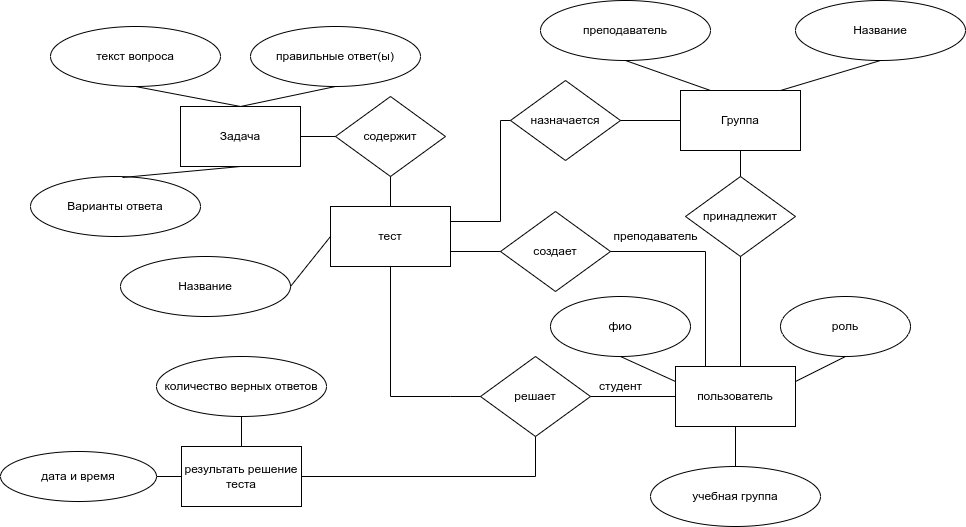 преподаватель
Название
текст вопроса
правильные ответ(ы)
Задача
содержит
назначается
Группа
Варианты ответа
принадлежит
тест
создает
преподаватель
Название
фио
роль
количество верных ответов
решает
студент
пользователь
дата и время
результать решение
теста
учебная группа